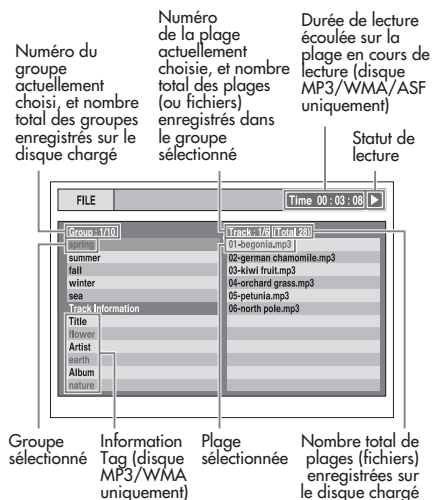 Numéro du
groupe
actuellement
choisi, et nombre
total des groupes
enregistrés sur le
disque chargé
Numéro
de la plage
actuellement
choisie, et nombre
total des plages
(ou fichiers)
enregistrés dans
le groupe
sélectionné
Durée de lecture
écoulée sur la
plage en cours de
lecture (disque
MP3/WMA/ASF
uniquement)
Statut de
lecture
FILE
Time 00 : 03 : 08
Group : 1/10
spring
summer
fall
winter
sea
Track Information
Title
flower
Artist
earth
Album
nature
Track : 1/6 (Total 28)
01-begonia.mp3
02-german chamomile.mp3
03-kiwi fruit.mp3
04-orchard grass.mp3
05-petunia.mp3
06-north pole.mp3
Groupe
sélectionné
Information
Tag (disque
MP3/WMA
uniquement)
Plage
sélectionnée
Nombre total de
plages (fichiers)
enregistrées sur
le disque chargé